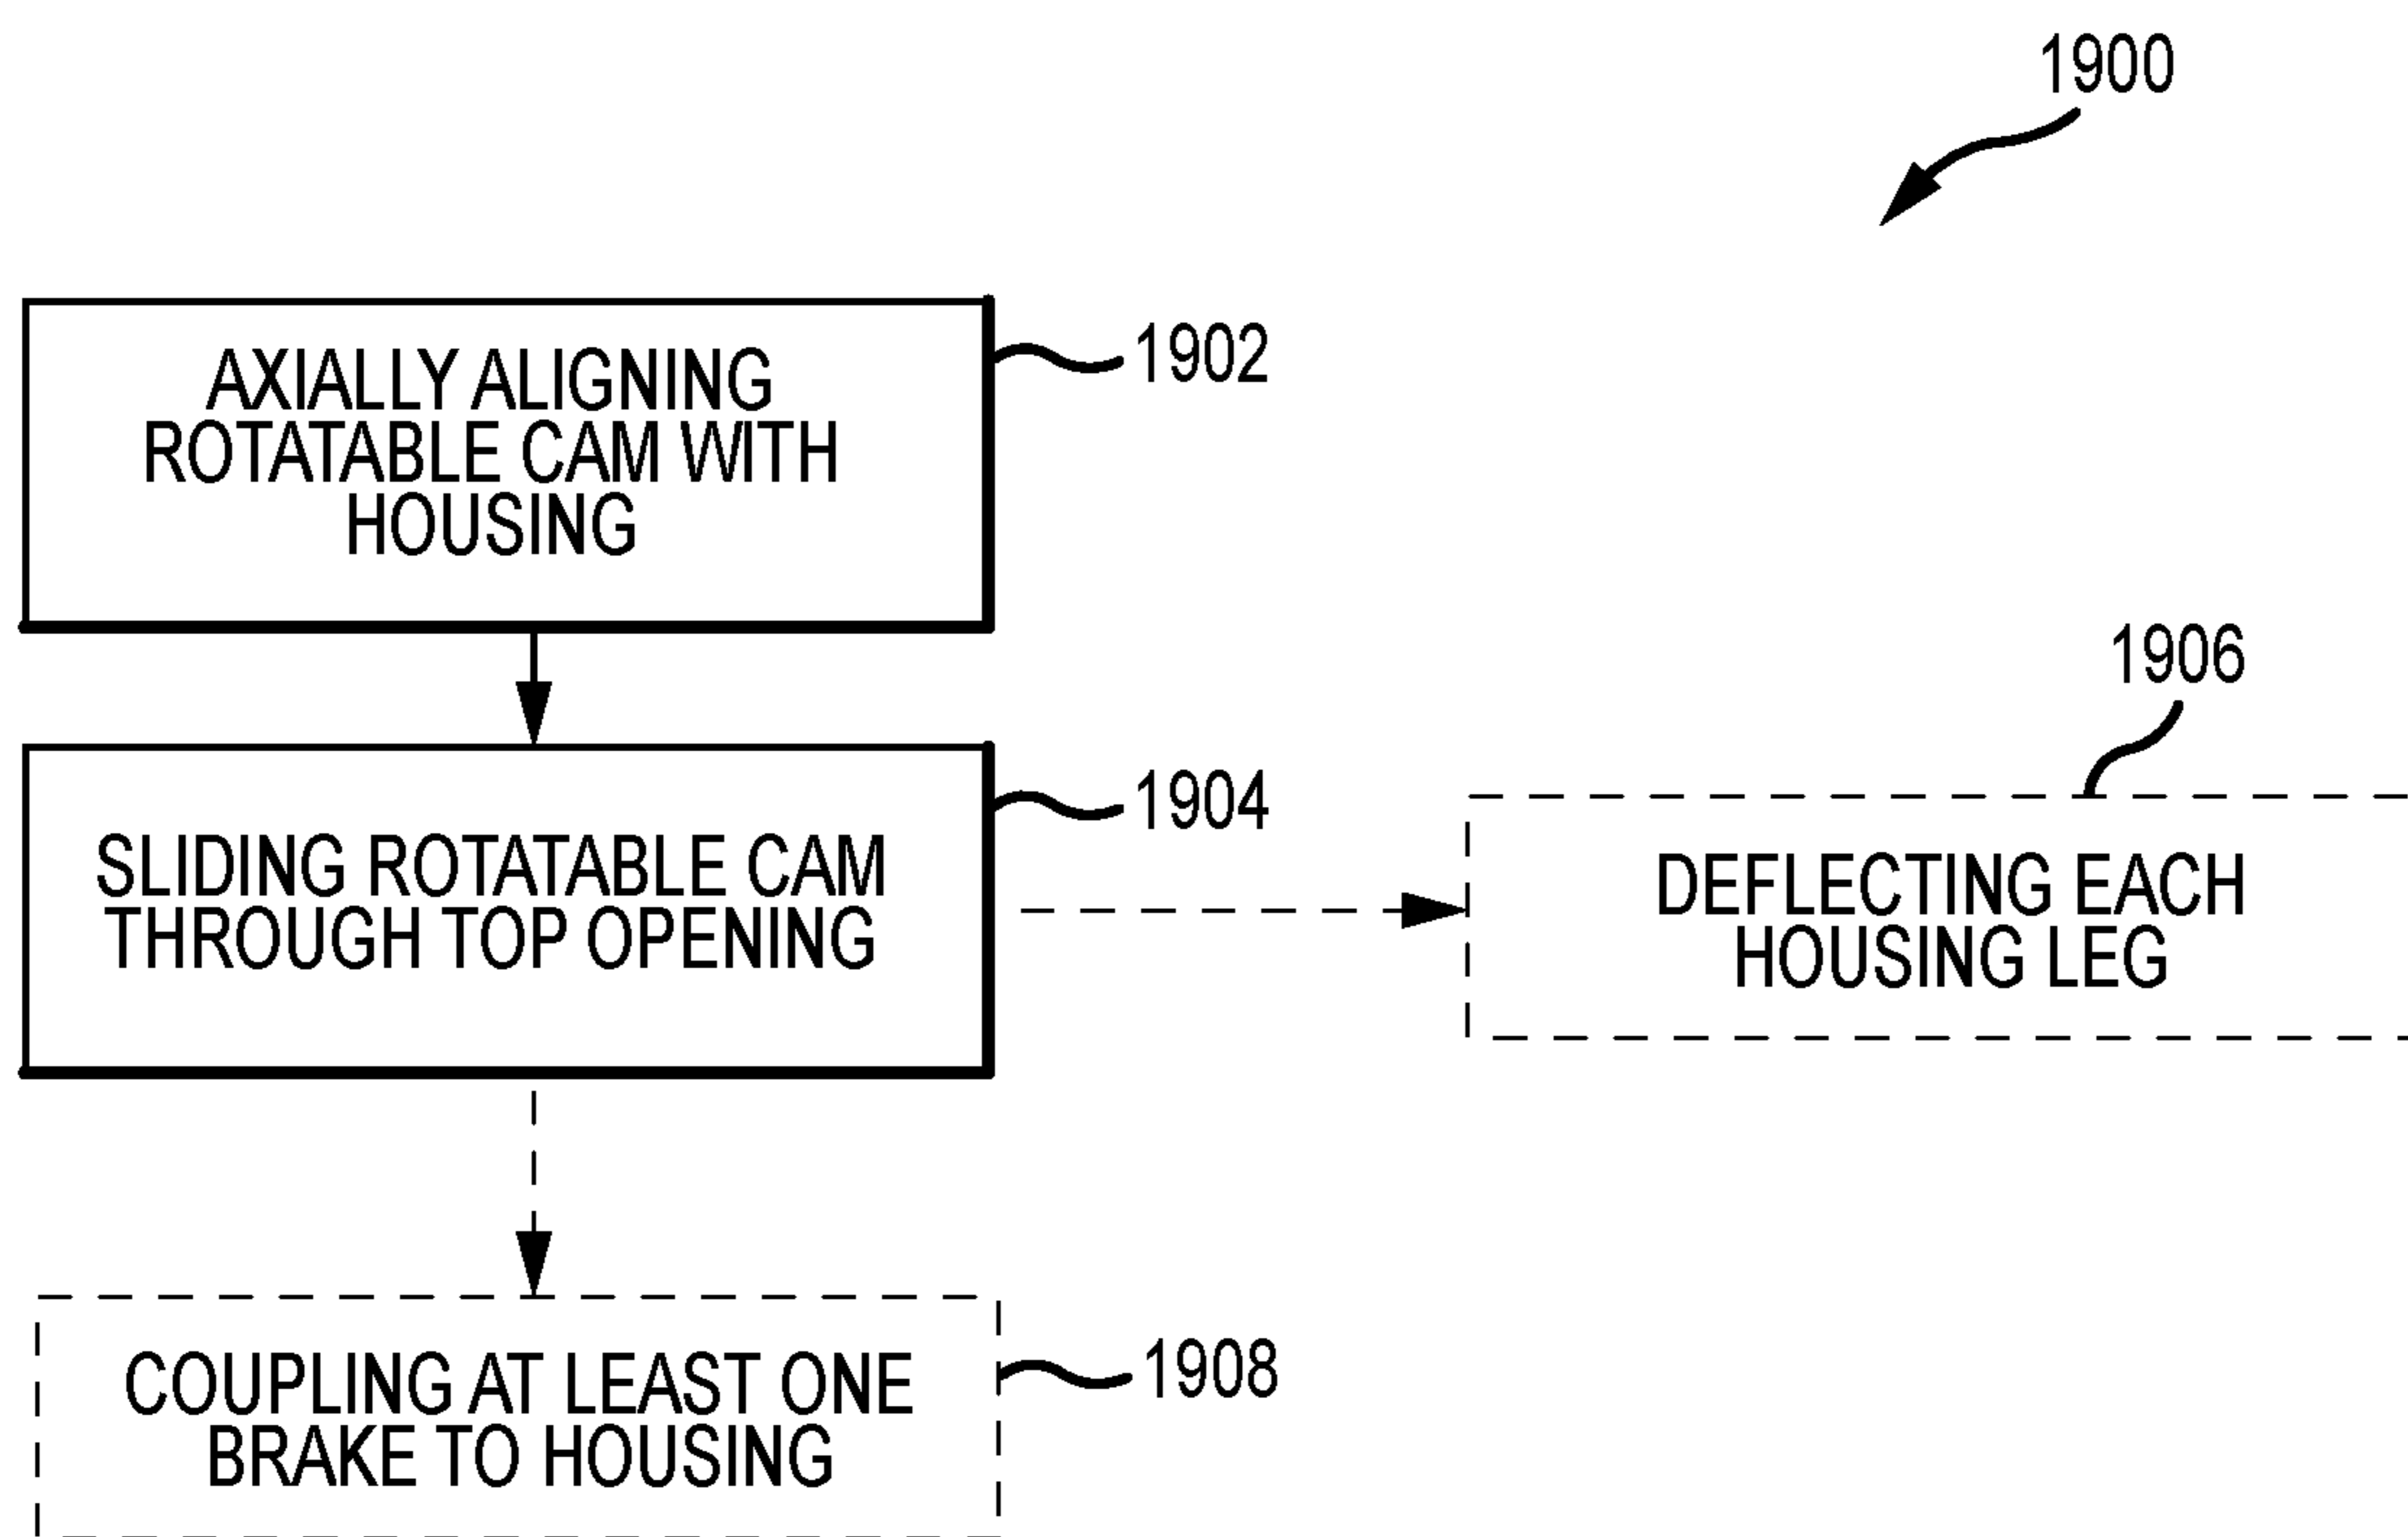 1900
AXIALLY ALIGNING
ROTATABLE CAM WITH
HOUSING
1902
SLIDING ROTATABLE CAM
THROUGH TOP OPENING
1904
1906
DEFLECTING EACH
HOUSING LEG
COUPLING AT LEAST ONE
BRAKE TO HOUSING
1908